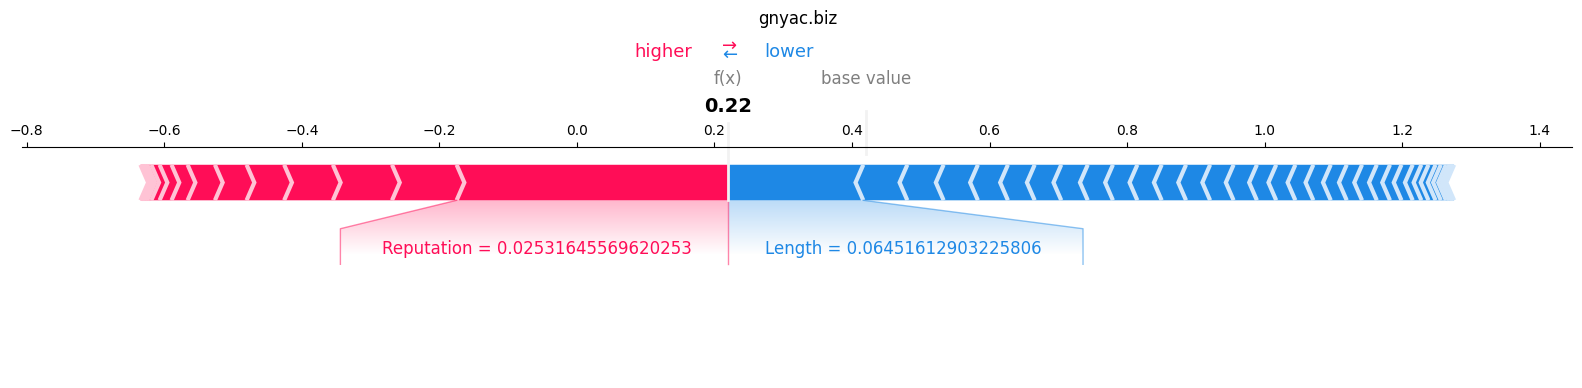 gnyac.biz
higher ⇄ lower
f(x) base value
0.22
−0.8 −0.6 −0.4 −0.2 0.0 0.2 0.4 0.6 0.8 1.0 1.2 1.4
Reputation = 0.02531645569620253 Length = 0.06451612903225806